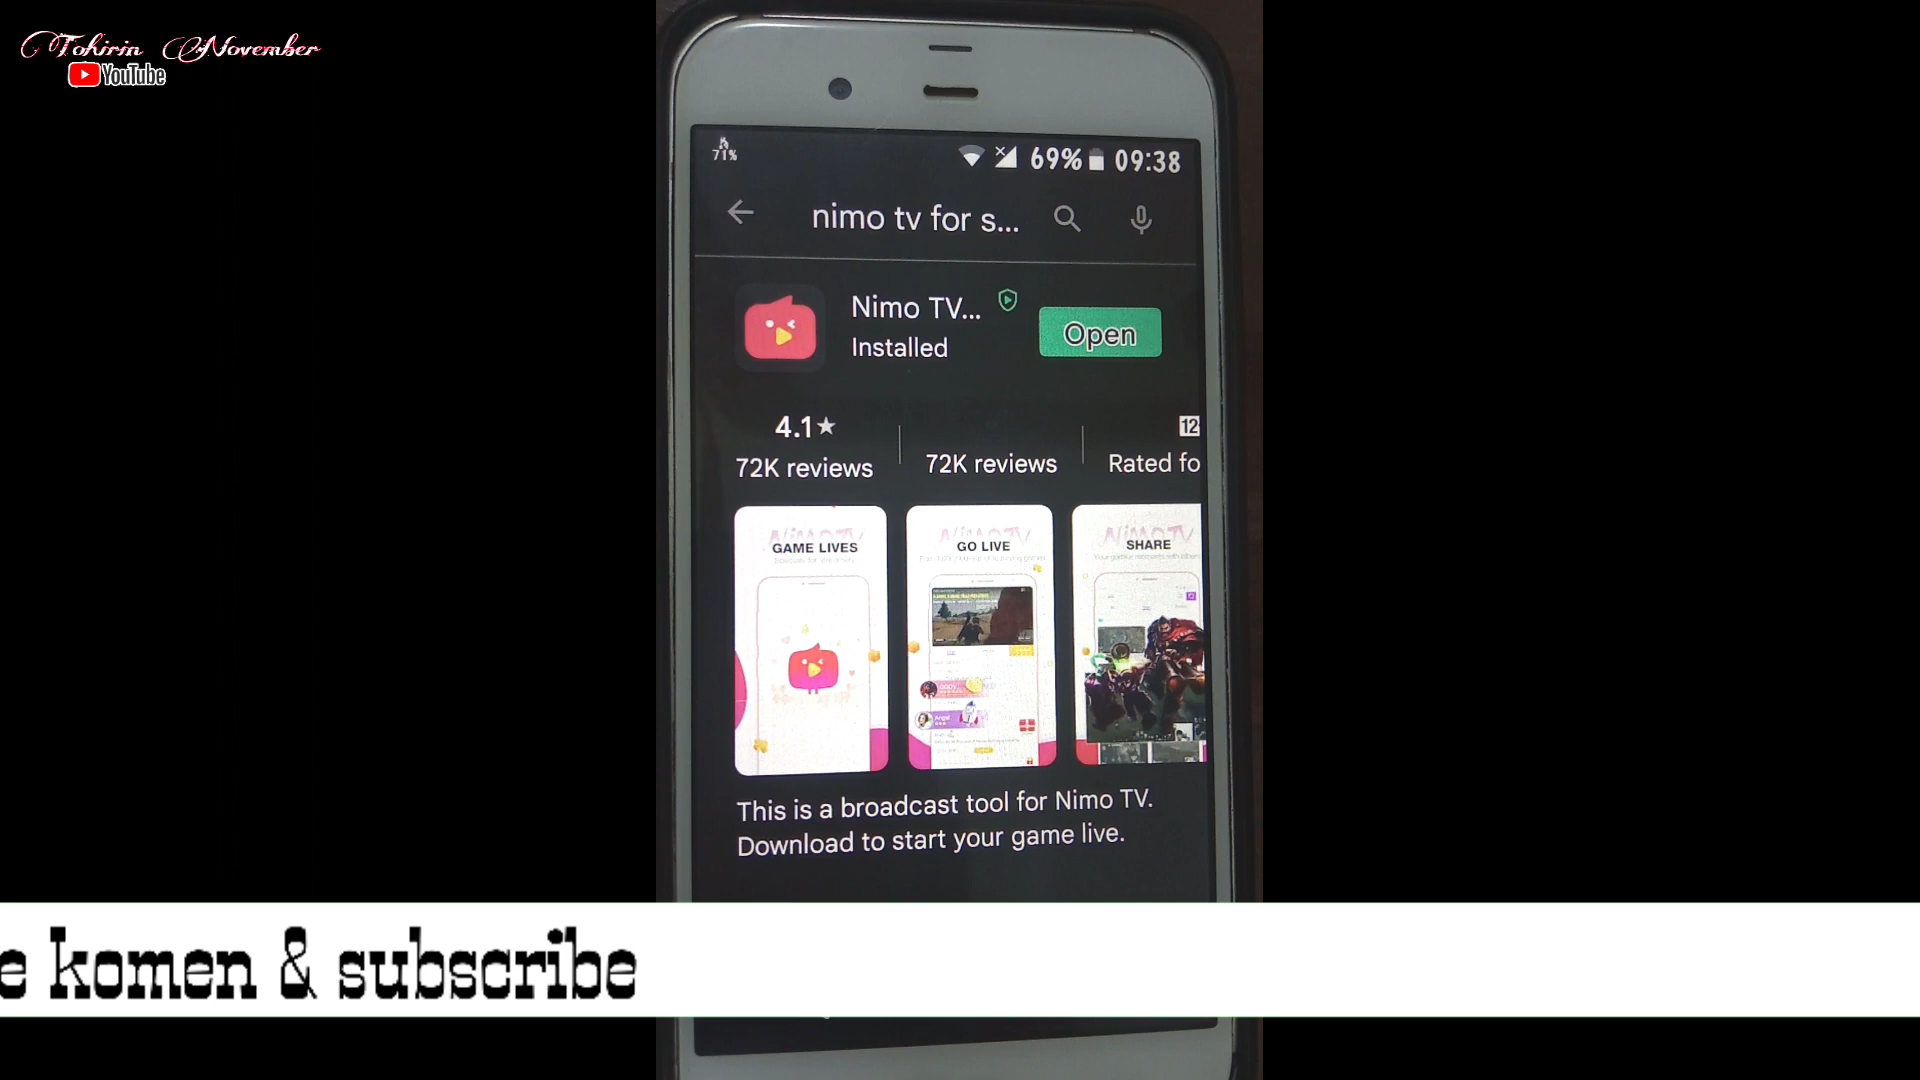 Tohirin November
YouTube
71%
69% 09:38
nimo tv for s...
Nimo TV...
Installed
Open
4.1★
72K reviews
72K reviews
12
Rated fo
GAME LIVES
GO LIVE
SHARE
This is a broadcast tool for Nimo TV.
Download to start your game live.
e komen & subscribe